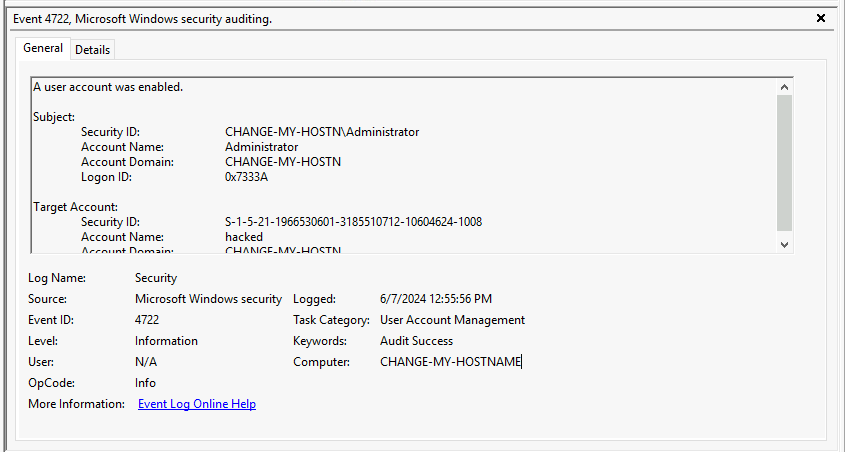 Event 4722, Microsoft Windows security auditing.
General Details
A user account was enabled.
Subject:
Security ID: CHANGE-MY-HOSTN\Administrator
Account Name: Administrator
Account Domain: CHANGE-MY-HOSTN
Logon ID: 0x7333A
Target Account:
Security ID: S-1-5-21-1966530601-3185510712-10604624-1008
Account Name: hacked
Account Domain: CHANGE-MY-HOSTN
Log Name: Security
Source: Microsoft Windows security Logged: 6/7/2024 12:55:56 PM
Event ID: 4722 Task Category: User Account Management
Level: Information Keywords: Audit Success
User: N/A Computer: CHANGE-MY-HOSTNAME
OpCode: Info
More Information: Event Log Online Help